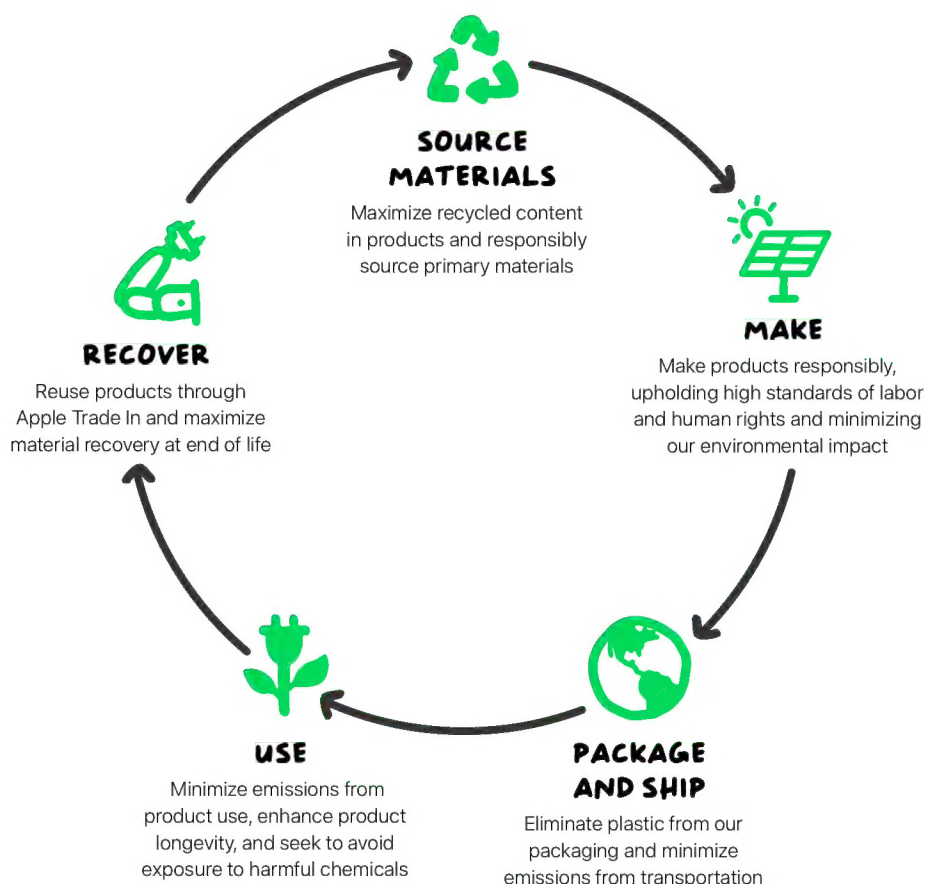 SOURCE
MATERIALS
Maximize recycled content
in products and responsibly
source primary materials
MAKE
Make products responsibly,
upholding high standards of labor
and human rights and minimizing
our environmental impact
PACKAGE
AND SHIP
Eliminate plastic from our
packaging and minimize
emissions from transportation
USE
Minimize emissions from
product use, enhance product
longevity, and seek to avoid
exposure to harmful chemicals
RECOVER
Reuse products through
Apple Trade In and maximize
material recovery at end of life